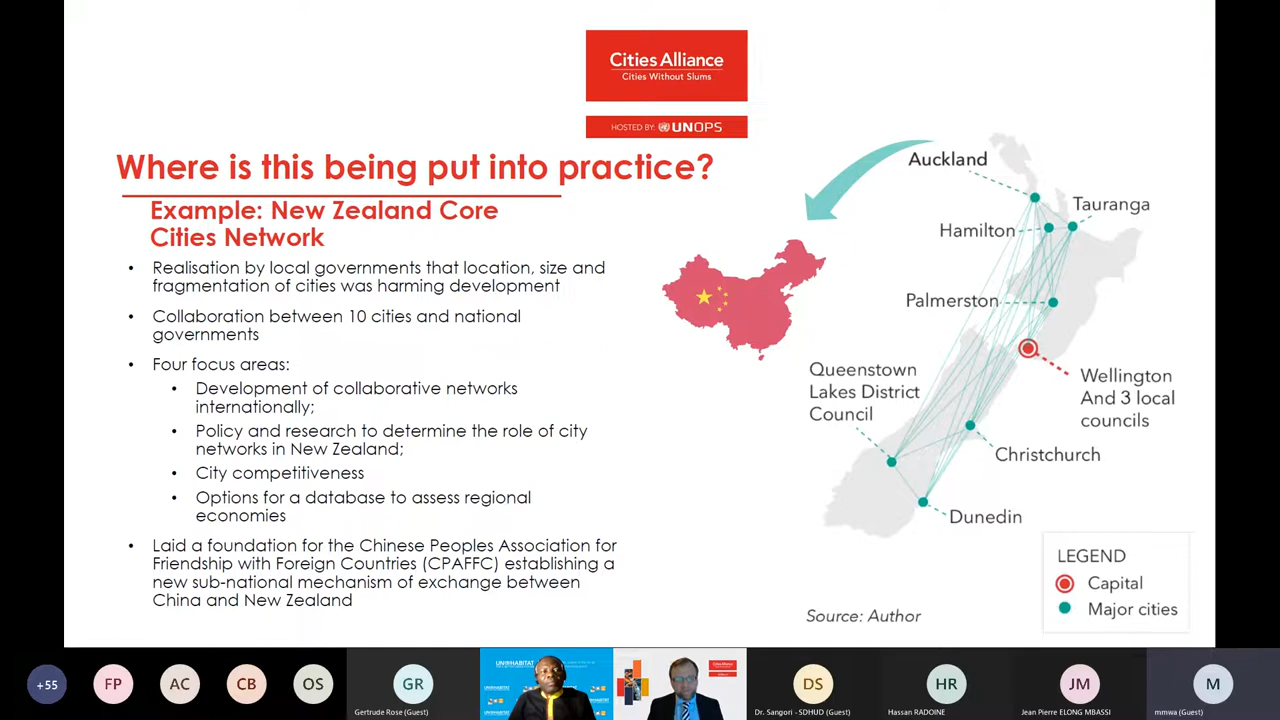 Cities Alliance
Cities Without Slums
HOSTED BY: UNOPS
Where is this being put into practice?
Example: New Zealand Core
Cities Network
• Realisation by local governments that location, size and
fragmentation of cities was harming development
• Collaboration between 10 cities and national
governments
• Four focus areas:
• Development of collaborative networks
internationally;
• Policy and research to determine the role of city
networks in New Zealand;
• City competitiveness
• Options for a database to assess regional
economies
• Laid a foundation for the Chinese Peoples Association for
Friendship with Foreign Countries (CPAFFC) establishing a
new sub-national mechanism of exchange between
China and New Zealand
Auckland
Tauranga
Hamilton
Palmerston
Wellington
And 3 local
councils
Queenstown
Lakes District
Council
Christchurch
Dunedin
LEGEND
Capital
Major cities
Source: Author
+55
FP
AC
CB
OS
GR
Gertrude Rose (Guest)
UN HABITAT
Cities Alliance
DS
Dr. Sangori - SDHUD (Guest)
HR
Hassan RADOINE
JM
Jean Pierre ELONG MBASSI
M
mmwa (Guest)